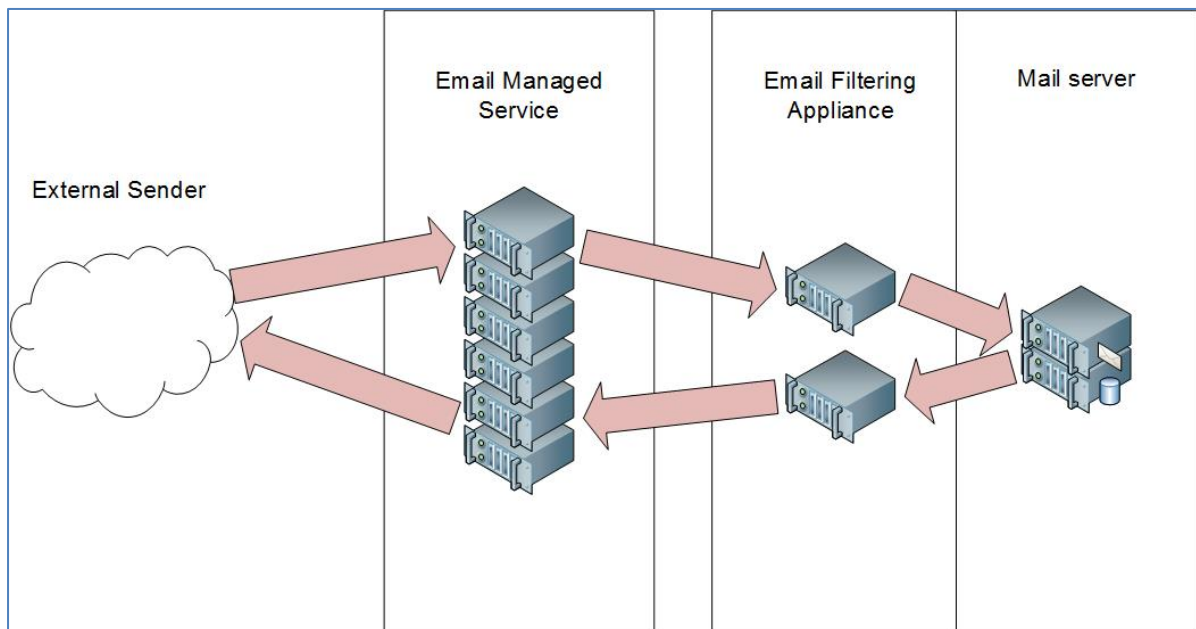 External Sender
Email Managed
Service
Email Filtering
Appliance
Mail server